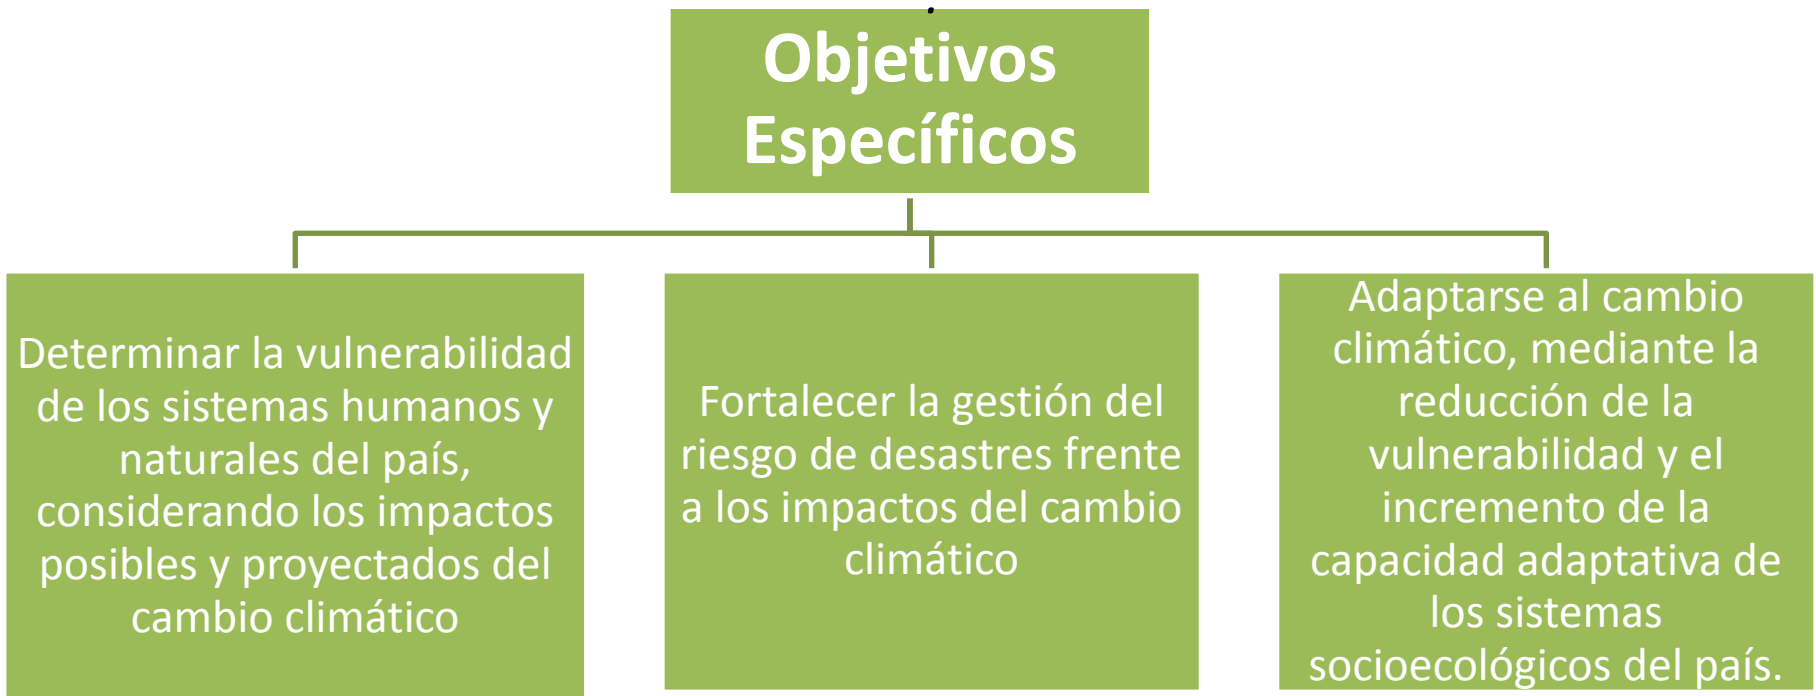 Objetivos
Específicos
Determinar la vulnerabilidad
de los sistemas humanos y
naturales del país,
considerando los impactos
posibles y proyectados del
cambio climático
Fortalecer la gestión del
riesgo de desastres frente
a los impactos del cambio
climático
Adaptarse al cambio
climático, mediante la
reducción de la
vulnerabilidad y el
incremento de la
capacidad adaptativa de
los sistemas
socioecológicos del país.